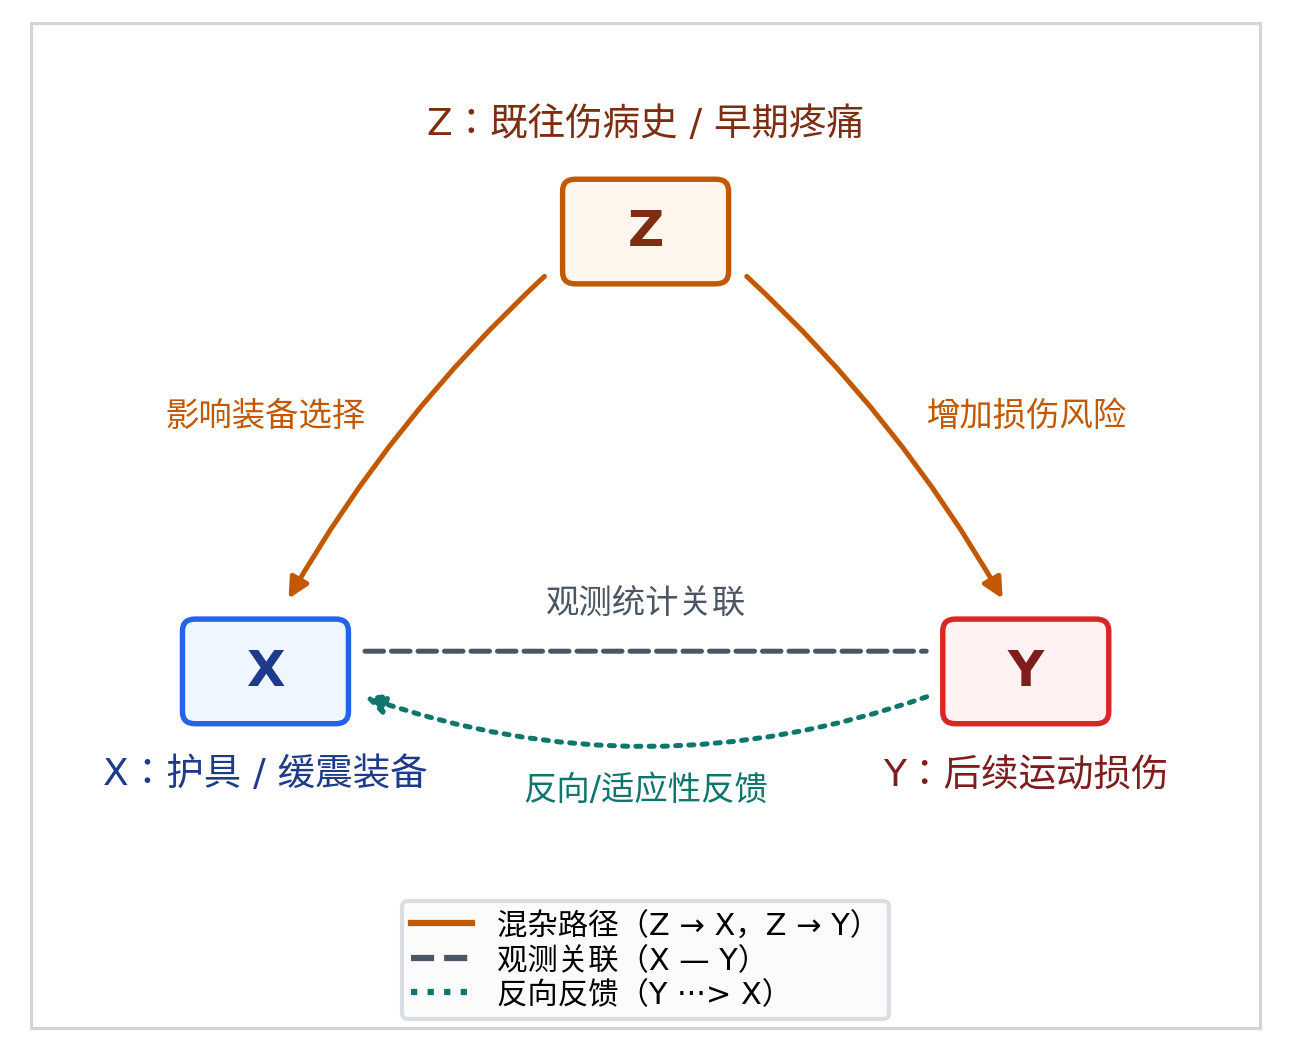 Z：既往伤病史 / 早期疼痛
Z
影响装备选择
增加损伤风险
观测统计关联
X
Y
X：护具 / 缓震装备
Y：后续运动损伤
反向/适应性反馈
混杂路径（Z → X，Z → Y）
观测关联（X — Y）
反向反馈（Y ···> X）